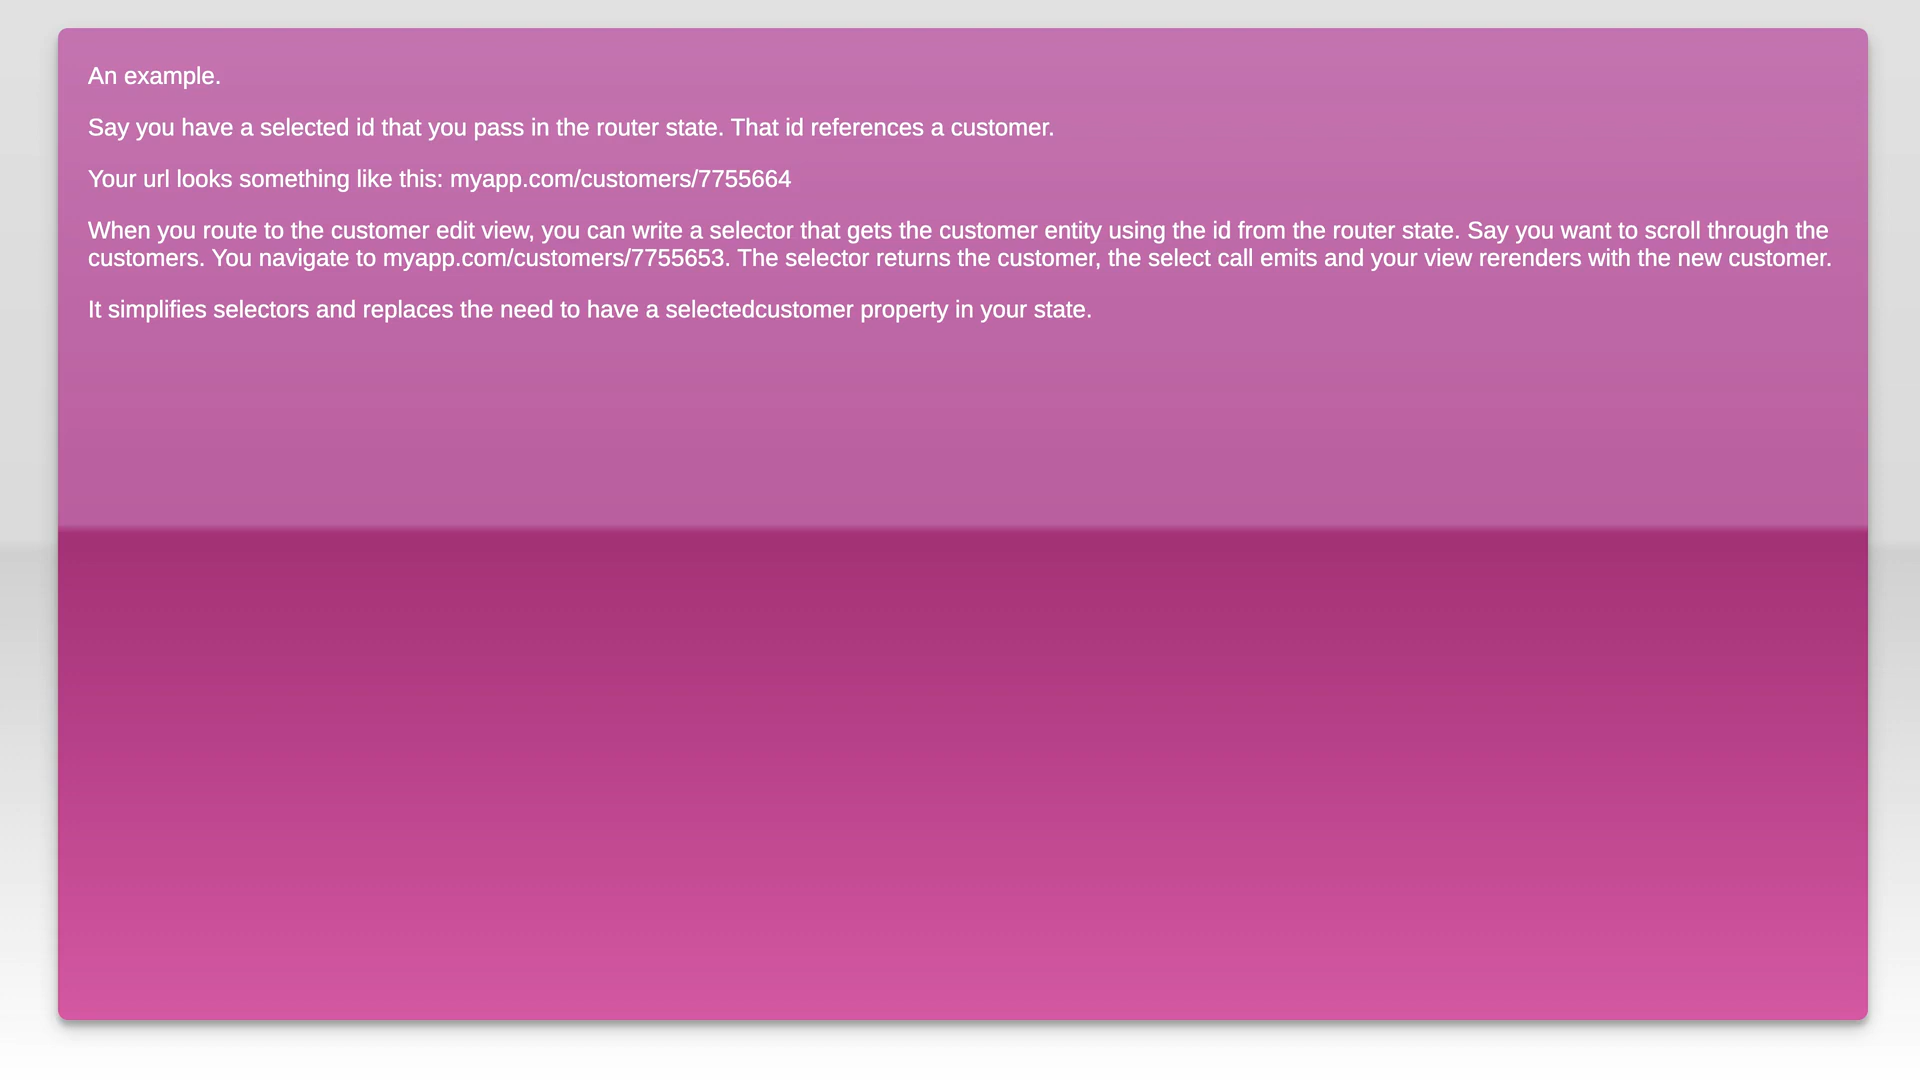 An example.
Say you have a selected id that you pass in the router state. That id references a customer.
Your url looks something like this: myapp.com/customers/7755664
When you route to the customer edit view, you can write a selector that gets the customer entity using the id from the router state. Say you want to scroll through the
customers. You navigate to myapp.com/customers/7755653. The selector returns the customer, the select call emits and your view rerenders with the new customer.
It simplifies selectors and replaces the need to have a selectedcustomer property in your state.